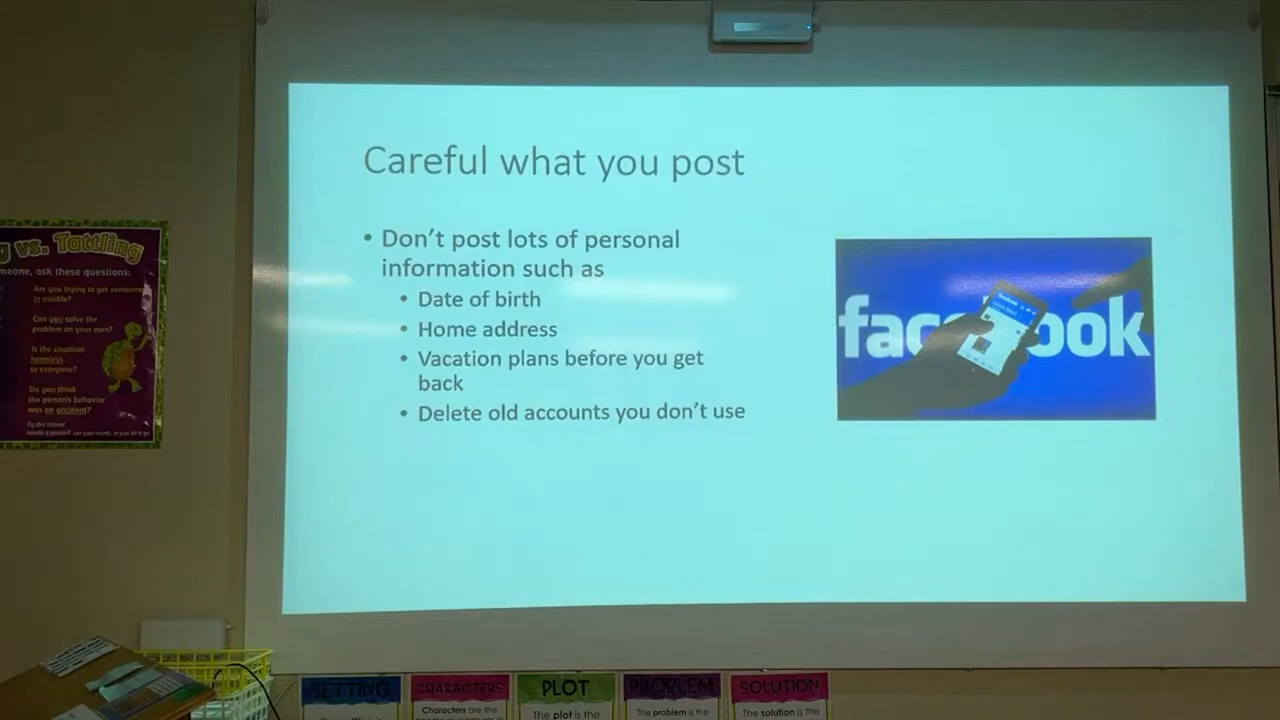 Careful what you post
• Don't post lots of personal
information such as
• Date of birth
• Home address
• Vacation plans before you get
back
• Delete old accounts you don't use
facebook
vs. Tattling
meone, ask these questions:
Are you trying to get someone
in trouble?
Can you solve the
problem on your own?
Is the situation
harmless
to everyone?
Do you think
the person's behavior
was an accident?
SETTING
CHARACTERS
Characters are the
PLOT
The plot is the
PROBLEM
The problem is the
SOLUTION
The solution is the